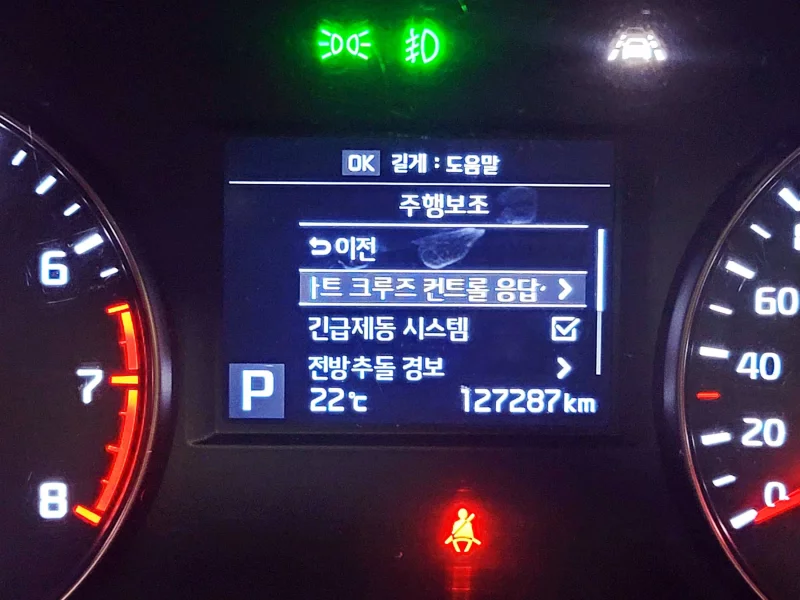 OK 길게 : 도움말
주행보조
이전
트 크루즈 컨트롤 응답
긴급제동 시스템
전방추돌 경보
P
22℃ 127287km
6
7
8
60
40
20
0